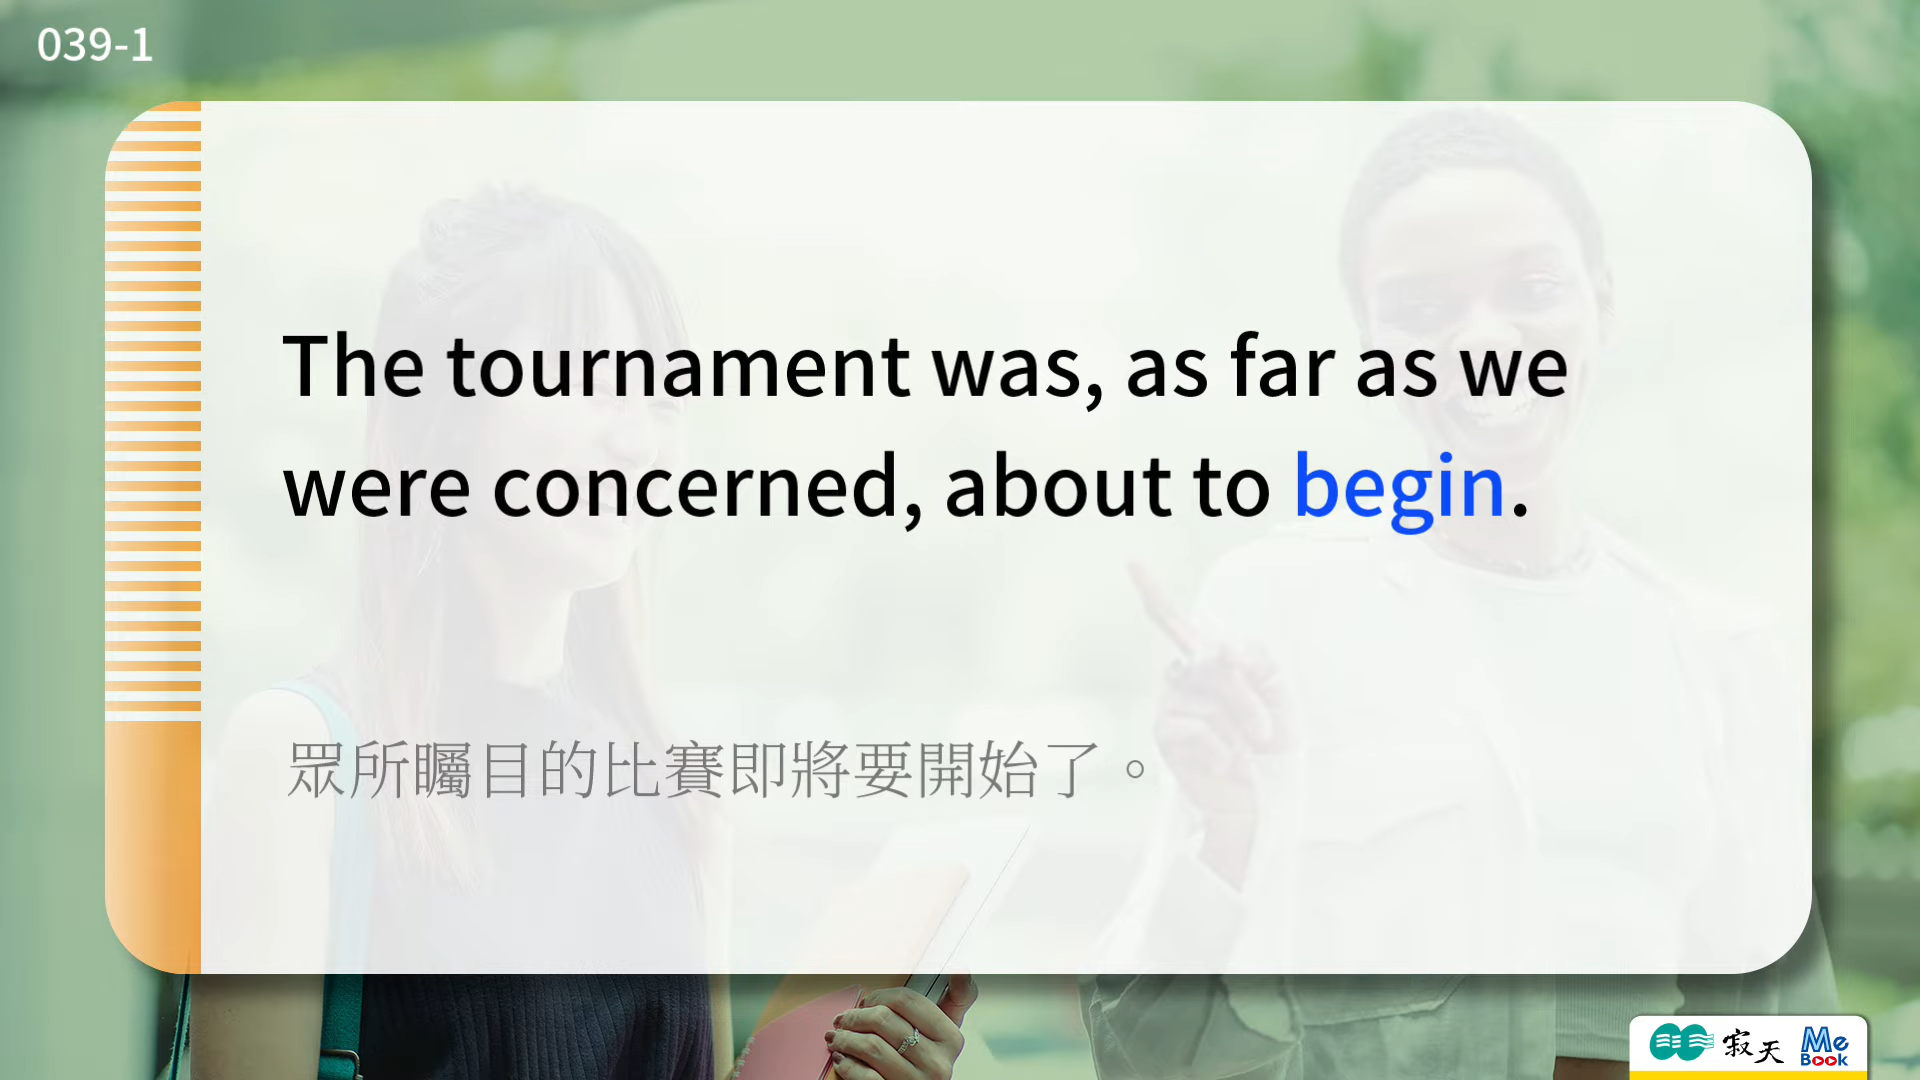 039-1
The tournament was, as far as we
were concerned, about to begin.
眾所矚目的比賽即將要開始了。
寂天
Me
Book